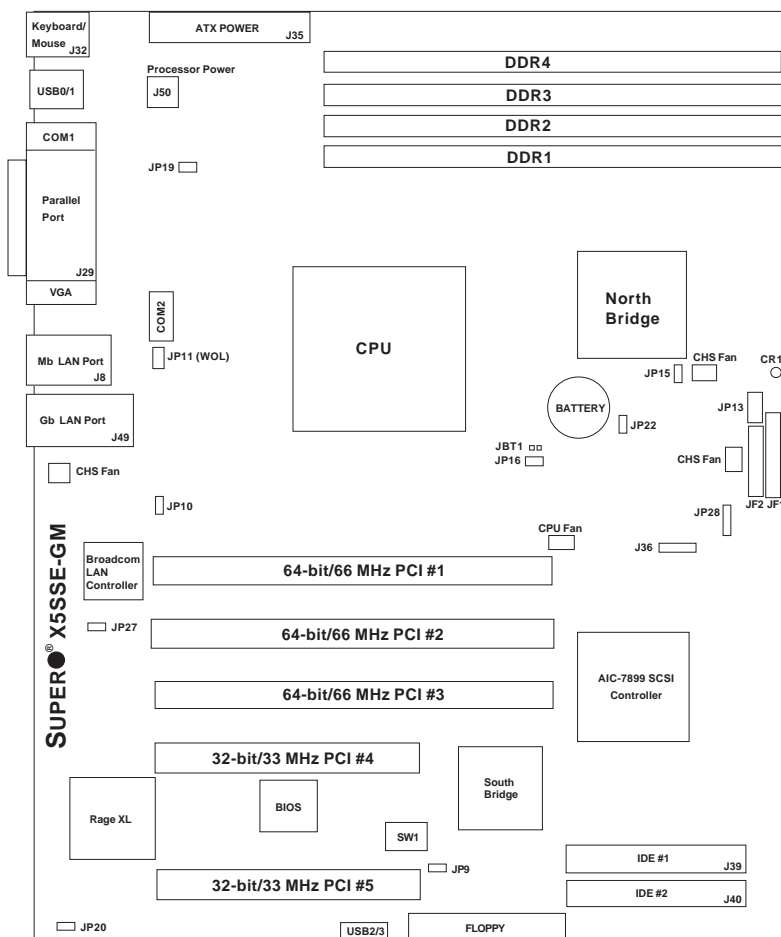 Keyboard/
Mouse
J32
ATX POWER
J35
Processor Power
USB0/1
J50
DDR4
DDR3
DDR2
DDR1
COM1
JP19
Parallel
Port
J29
VGA
COM2
CPU
North
Bridge
Mb LAN Port
J8
JP11 (WOL)
CHS Fan
CR1
JP15
Gb LAN Port
J49
BATTERY
JP13
JP22
JBT1
JP16
CHS Fan
CHS Fan
JF2
JF1
JP10
JP28
CPU Fan
J36
Broadcom
LAN
Controller
64-bit/66 MHz PCI #1
JP27
64-bit/66 MHz PCI #2
SUPER® X5SSE-GM
AIC-7899 SCSI
Controller
64-bit/66 MHz PCI #3
32-bit/33 MHz PCI #4
South
Bridge
Rage XL
BIOS
SW1
IDE #1
J39
JP9
32-bit/33 MHz PCI #5
IDE #2
J40
JP20
USB2/3
FLOPPY